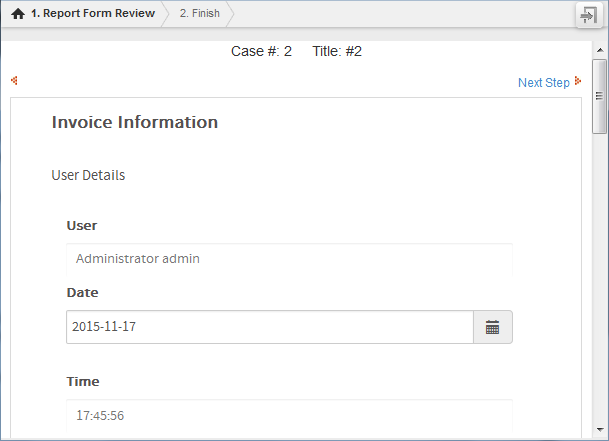 1. Report Form Review 2. Finish
Case #: 2 Title: #2
Next Step
Invoice Information
User Details
User
Administrator admin
Date
2015-11-17
Time
17:45:56